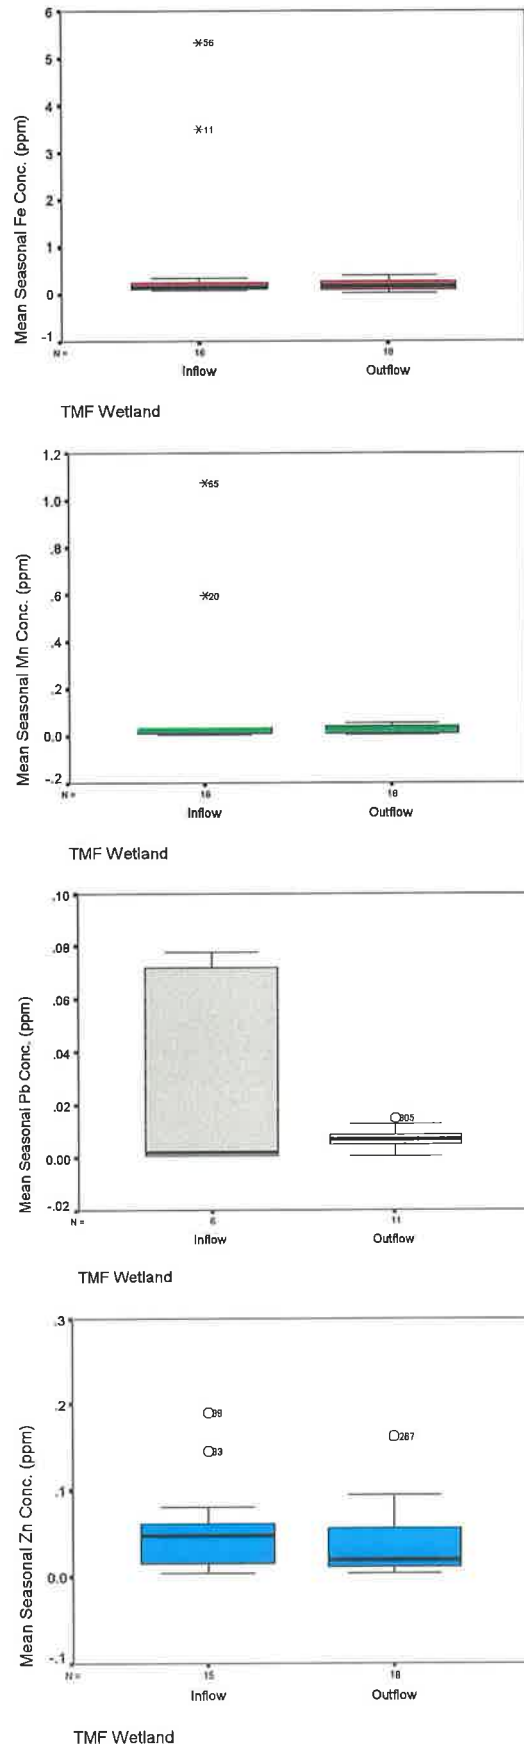 Mean Seasonal Fe Conc. (ppm)
6
5
4
3
2
1
0
-1
56
11
N =
16
18
Inflow
Outflow
TMF Wetland
Mean Seasonal Mn Conc. (ppm)
1.2
1.0
.8
.6
.4
.2
0.0
-.2
65
20
N =
16
18
Inflow
Outflow
TMF Wetland
Mean Seasonal Pb Conc. (ppm)
.10
.08
.06
.04
.02
0.00
-.02
305
N =
6
11
Inflow
Outflow
TMF Wetland
Mean Seasonal Zn Conc. (ppm)
.3
.2
.1
0.0
-.1
33
287
N =
15
18
Inflow
Outflow
TMF Wetland